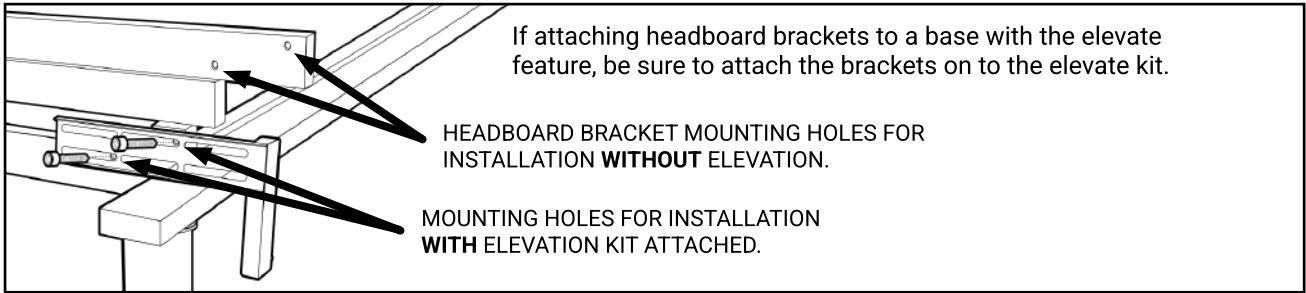 If attaching headboard brackets to a base with the elevate
feature, be sure to attach the brackets on to the elevate kit.
HEADBOARD BRACKET MOUNTING HOLES FOR
INSTALLATION WITHOUT ELEVATION.
MOUNTING HOLES FOR INSTALLATION
WITH ELEVATION KIT ATTACHED.